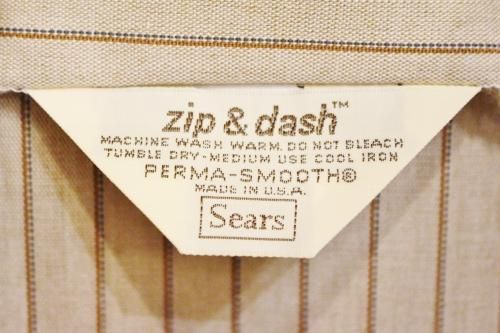 zip & dash™
MACHINE WASH WARM. DO NOT BLEACH
TUMBLE DRY-MEDIUM USE COOL IRON
PERMA-SMOOTH®
MADE IN U.S.A.
Sears